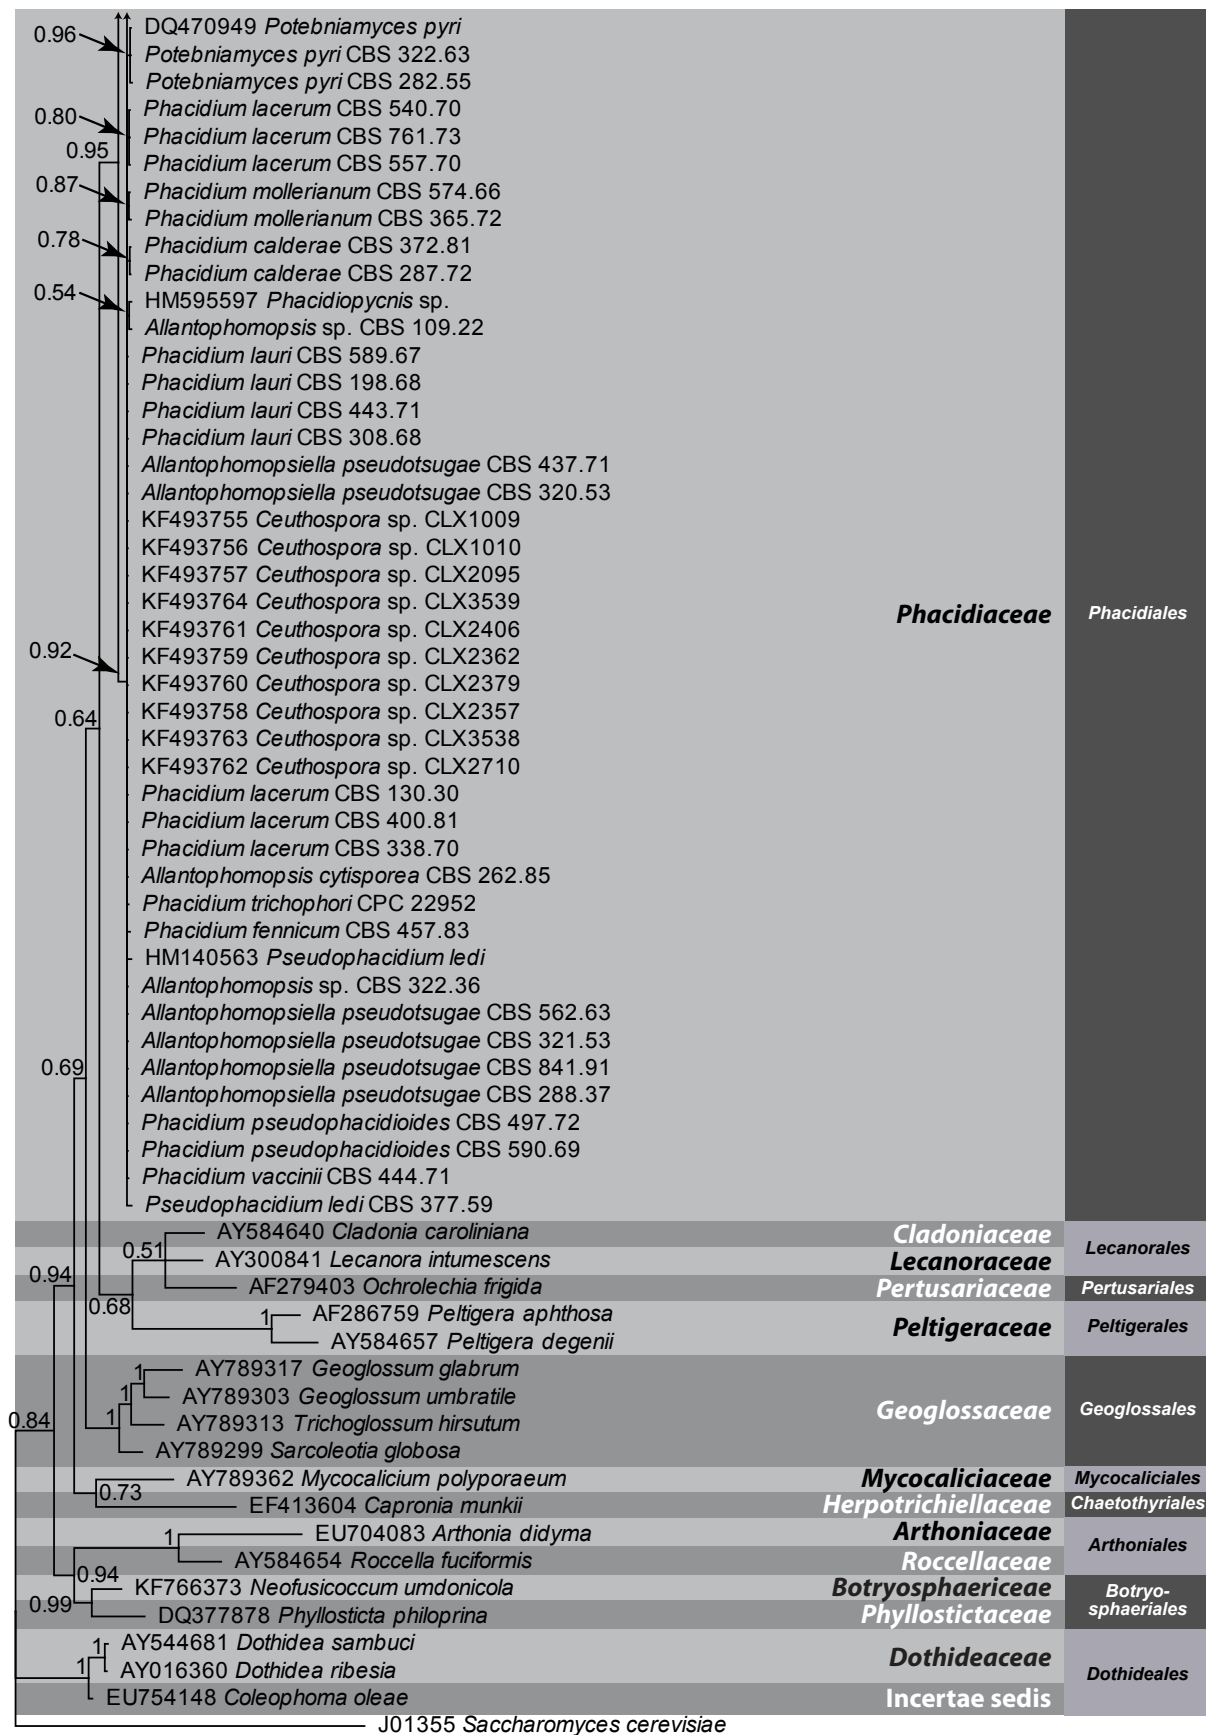 0.96
DQ470949 Potebniamyces pyri
Potebniamyces pyri CBS 322.63
Potebniamyces pyri CBS 282.55
0.80
Phacidium lacerum CBS 540.70
Phacidium lacerum CBS 761.73
0.95
Phacidium lacerum CBS 557.70
0.87
Phacidium mollerianum CBS 574.66
Phacidium mollerianum CBS 365.72
0.78
Phacidium calderae CBS 372.81
Phacidium calderae CBS 287.72
0.54
HM595597 Phacidiopycnis sp.
Allantophomopsis sp. CBS 109.22
Phacidium lauri CBS 589.67
Phacidium lauri CBS 198.68
Phacidium lauri CBS 443.71
Phacidium lauri CBS 308.68
Allantophomopsiella pseudotsugae CBS 437.71
Allantophomopsiella pseudotsugae CBS 320.53
KF493755 Ceuthospora sp. CLX1009
KF493756 Ceuthospora sp. CLX1010
KF493757 Ceuthospora sp. CLX2095
KF493764 Ceuthospora sp. CLX3539
Phacidiaceae Phacidiales
KF493761 Ceuthospora sp. CLX2406
0.92
KF493759 Ceuthospora sp. CLX2362
KF493760 Ceuthospora sp. CLX2379
0.64
KF493758 Ceuthospora sp. CLX2357
KF493763 Ceuthospora sp. CLX3538
KF493762 Ceuthospora sp. CLX2710
Phacidium lacerum CBS 130.30
Phacidium lacerum CBS 400.81
Phacidium lacerum CBS 338.70
Allantophomopsis cytisporea CBS 262.85
Phacidium trichophori CPC 22952
Phacidium fennicum CBS 457.83
HM140563 Pseudophacidium ledi
Allantophomopsis sp. CBS 322.36
Allantophomopsiella pseudotsugae CBS 562.63
Allantophomopsiella pseudotsugae CBS 321.53
0.69
Allantophomopsiella pseudotsugae CBS 841.91
Allantophomopsiella pseudotsugae CBS 288.37
Phacidium pseudophacidioides CBS 497.72
Phacidium pseudophacidioides CBS 590.69
Phacidium vaccinii CBS 444.71
Pseudophacidium ledi CBS 377.59
AY584640 Cladonia caroliniana Cladoniaceae
Lecanorales
0.51
AY300841 Lecanora intumescens Lecanoraceae
0.94
AF279403 Ochrolechia frigida Pertusariaceae Pertusariales
0.68
1
AF286759 Peltigera aphthosa
Peltigeraceae Peltigerales
AY584657 Peltigera degenii
1
AY789317 Geoglossum glabrum
1
AY789303 Geoglossum umbratile
Geoglossaceae Geoglossales
0.84
1
AY789313 Trichoglossum hirsutum
AY789299 Sarcoleotia globosa
AY789362 Mycocalicium polyporaeum Mycocaliciaceae Mycocaliciales
0.73
EF413604 Capronia munkii Herpotrichiellaceae Chaetothyriales
1
EU704083 Arthonia didyma Arthoniaceae
Arthoniales
AY584654 Roccella fuciformis Roccellaceae
0.94
KF766373 Neofusicoccum umdonicola Botryosphaericeae
Botryo-
sphaeriales
0.99
DQ377878 Phyllosticta philoprina Phyllostictaceae
1
AY544681 Dothidea sambuci
Dothideaceae
1
AY016360 Dothidea ribesia
Dothideales
EU754148 Coleophoma oleae Incertae sedis
J01355 Saccharomyces cerevisiae